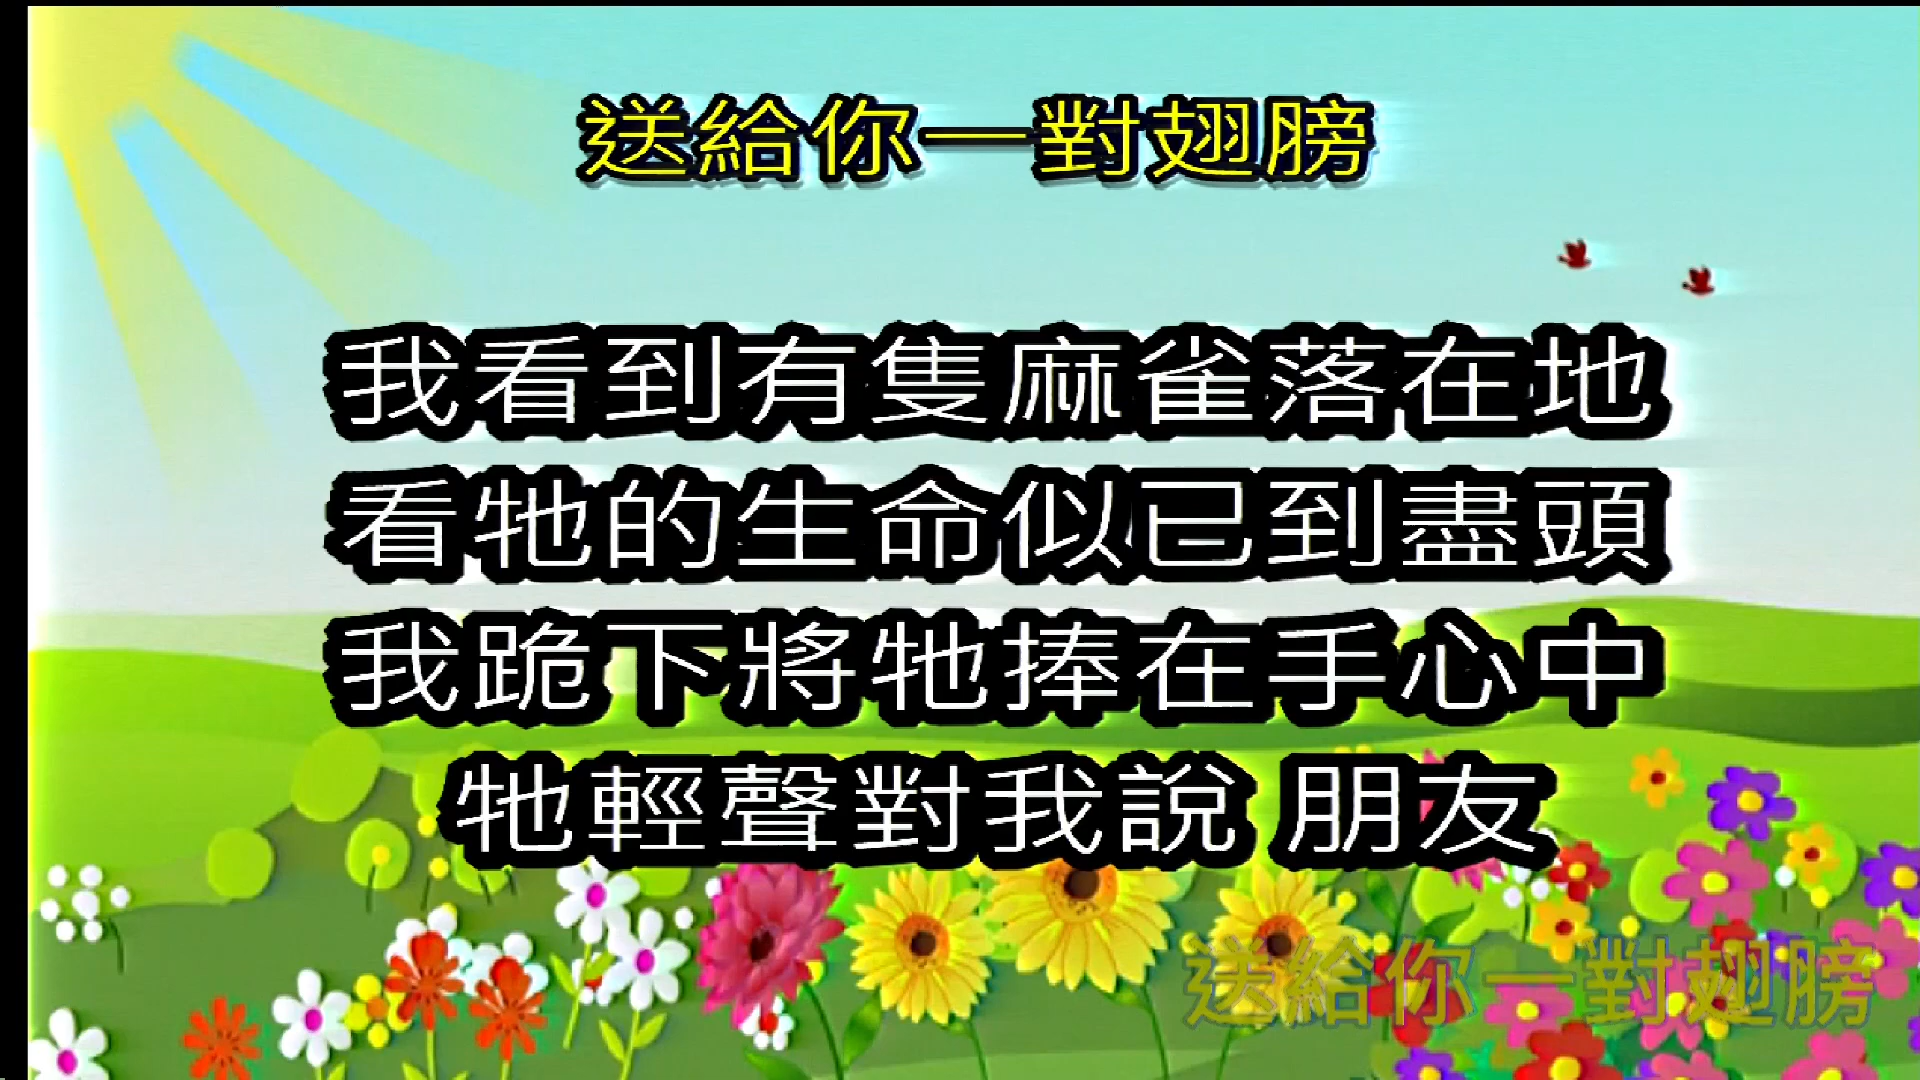 送給你一對翅膀
我看到有隻麻雀落在地
看牠的生命似已到盡頭
我跪下將牠捧在手心中
牠輕聲對我說 朋友
送給你一對翅膀